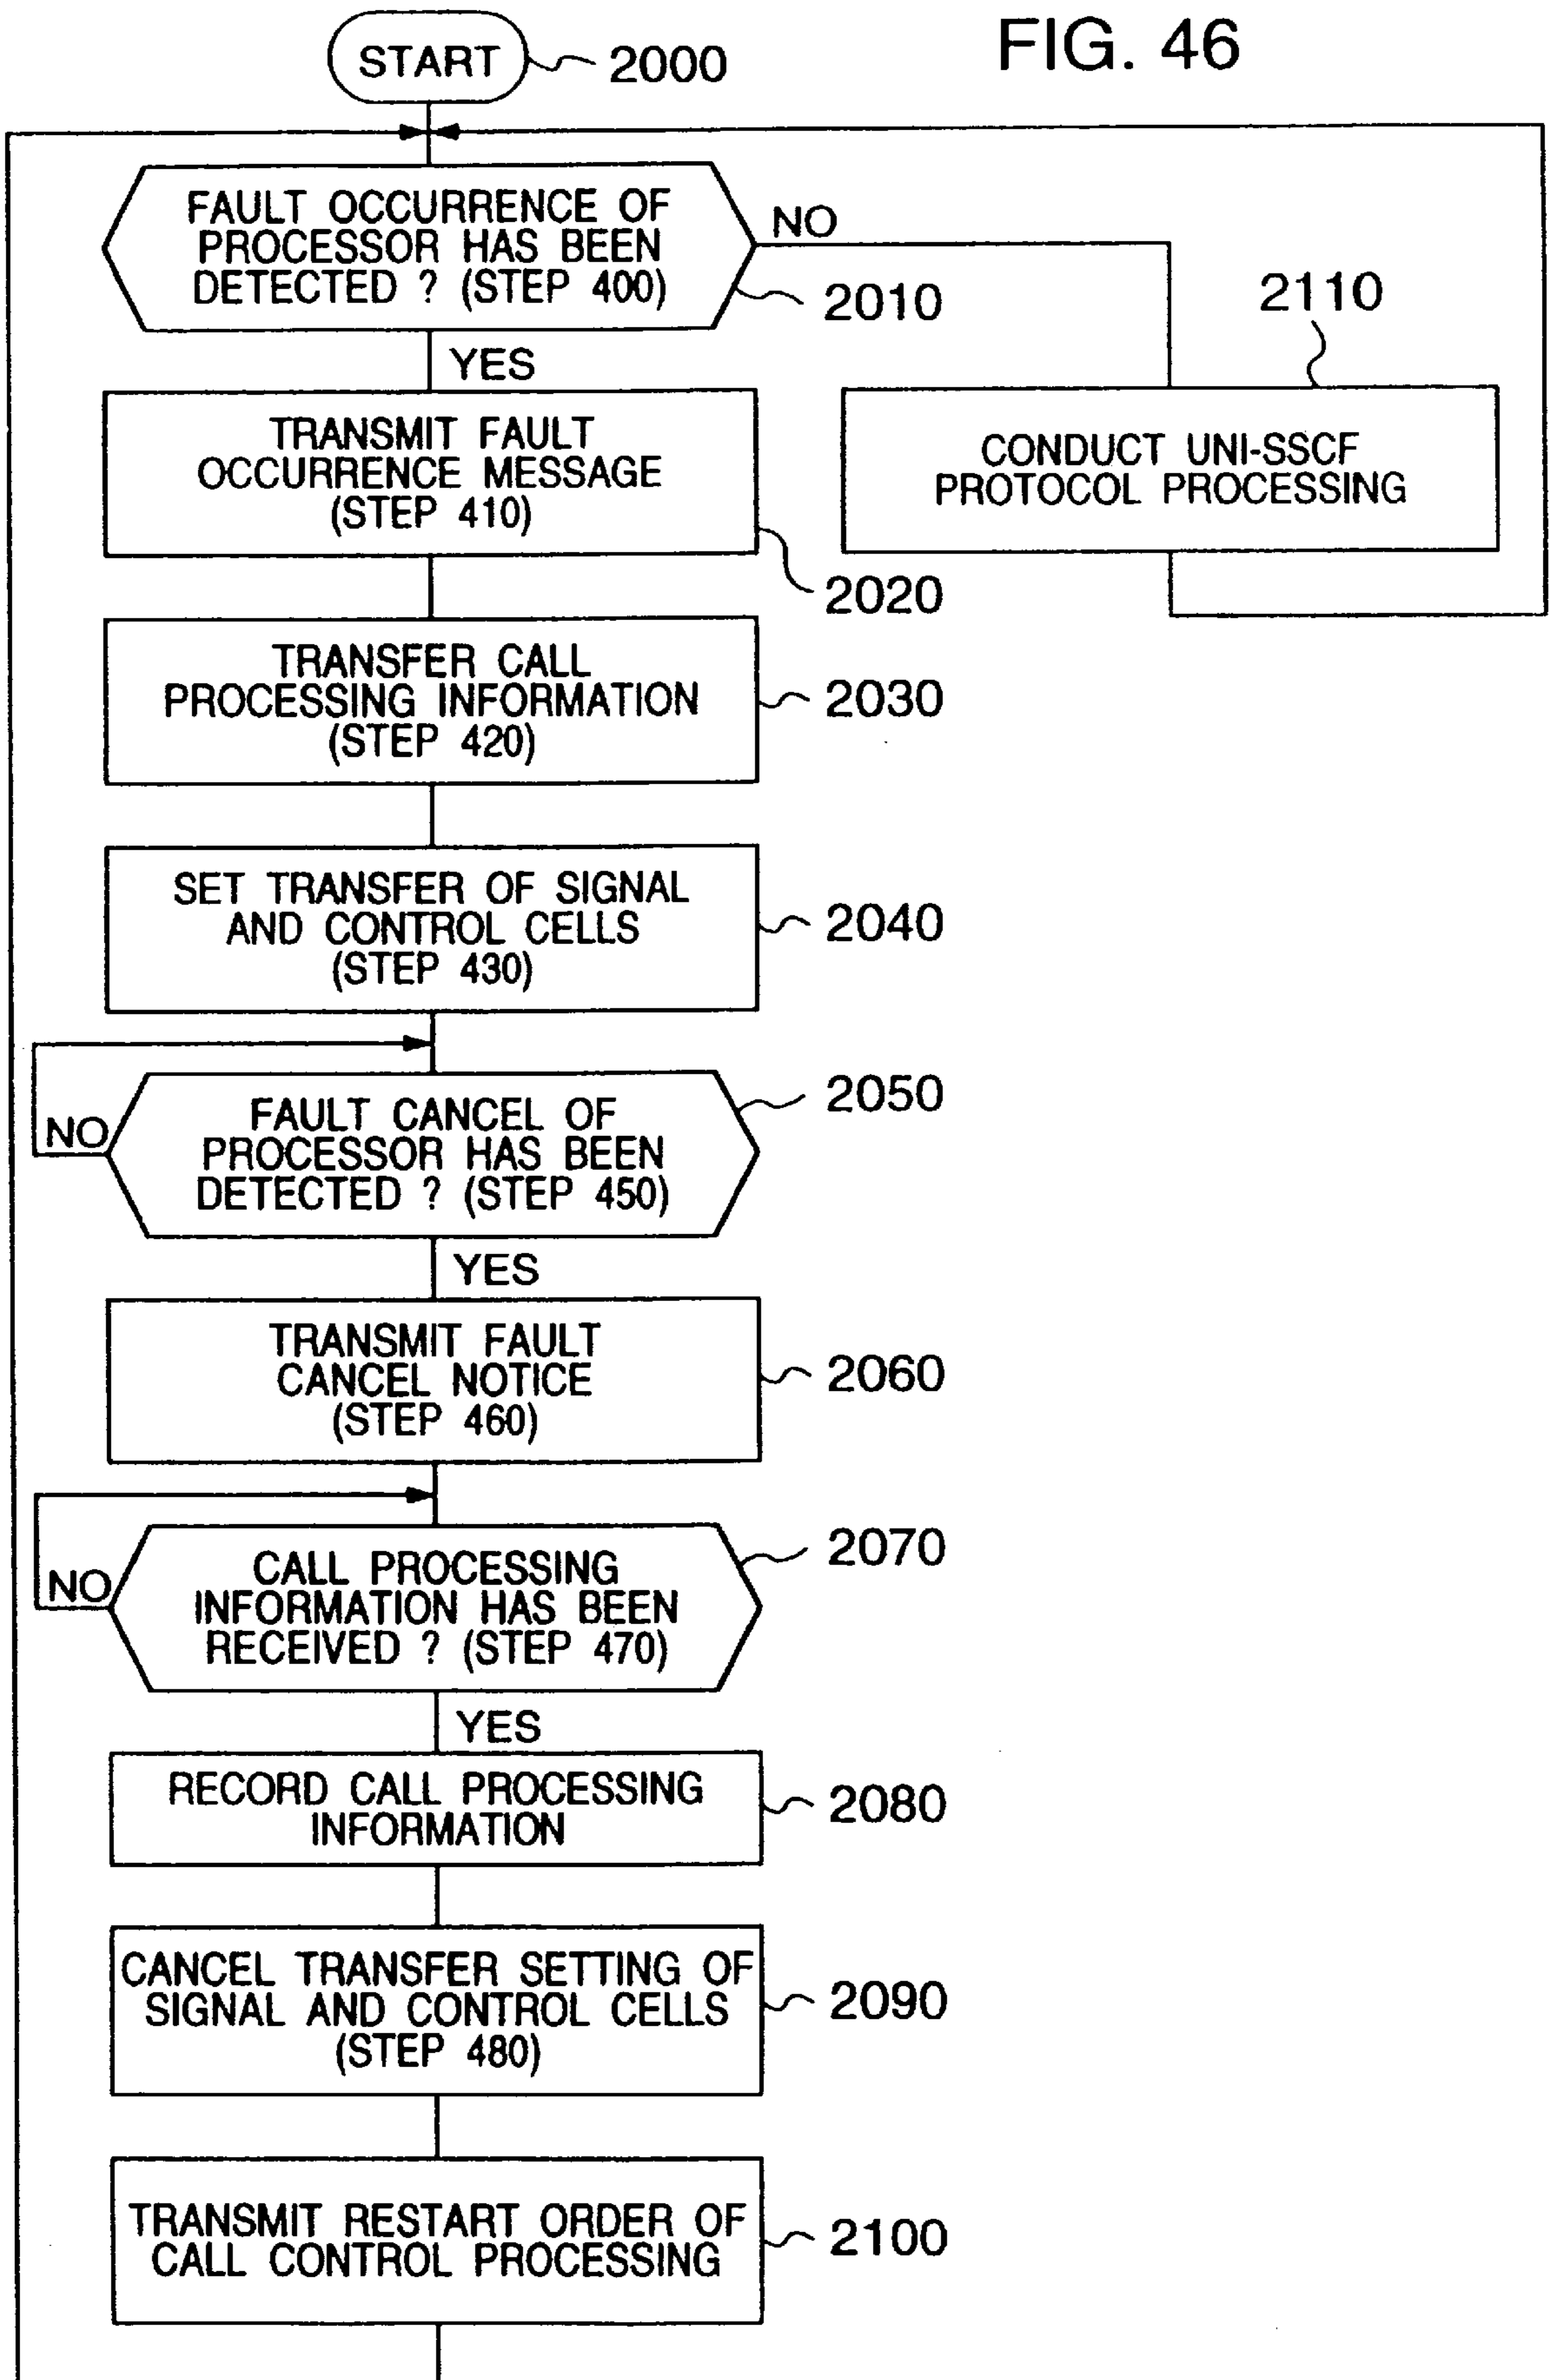 FIG. 46
START
2000
FAULT OCCURRENCE OF
PROCESSOR HAS BEEN
DETECTED ? (STEP 400)
NO
2010
2110
YES
TRANSMIT FAULT
OCCURRENCE MESSAGE
(STEP 410)
CONDUCT UNI-SSCF
PROTOCOL PROCESSING
2020
TRANSFER CALL
PROCESSING INFORMATION
(STEP 420)
2030
SET TRANSFER OF SIGNAL
AND CONTROL CELLS
(STEP 430)
2040
NO
FAULT CANCEL OF
PROCESSOR HAS BEEN
DETECTED ? (STEP 450)
2050
YES
TRANSMIT FAULT
CANCEL NOTICE
(STEP 460)
2060
NO
CALL PROCESSING
INFORMATION HAS BEEN
RECEIVED ? (STEP 470)
2070
YES
RECORD CALL PROCESSING
INFORMATION
2080
CANCEL TRANSFER SETTING OF
SIGNAL AND CONTROL CELLS
(STEP 480)
2090
TRANSMIT RESTART ORDER OF
CALL CONTROL PROCESSING
2100